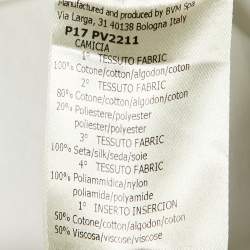 Manufactured and produced by BVM Spa
Via Larga, 31 40138 Bologna Italy
P17 PV2211
CAMICIA
1° TESSUTO FABRIC
100% Cotone/cotton/algodon/coton
2° TESSUTO FABRIC
80% Cotone/cotton/algodon/coton
20% Poliestere/polyester
poliester/polyester
3° TESSUTO FABRIC
100% Seta/silk/seda/soie
4° TESSUTO FABRIC
100% Poliammidica/nylon
poliamida/polyamide
1° INSERTO INSERCION
50% Cotone/cotton/algodon/coton
50% Viscosa/viscose/viscose